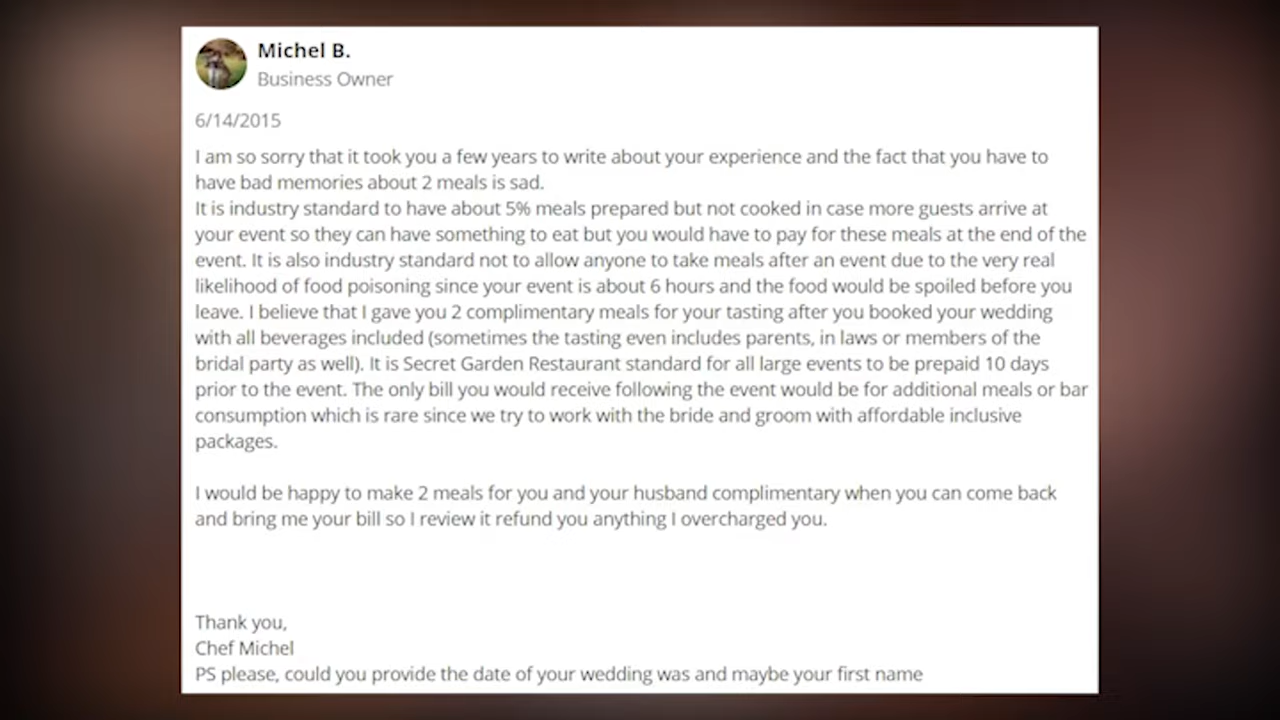 Michel B.
Business Owner
6/14/2015
I am so sorry that it took you a few years to write about your experience and the fact that you have to
have bad memories about 2 meals is sad.
It is industry standard to have about 5% meals prepared but not cooked in case more guests arrive at
your event so they can have something to eat but you would have to pay for these meals at the end of the
event. It is also industry standard not to allow anyone to take meals after an event due to the very real
likelihood of food poisoning since your event is about 6 hours and the food would be spoiled before you
leave. I believe that I gave you 2 complimentary meals for your tasting after you booked your wedding
with all beverages included (sometimes the tasting even includes parents, in laws or members of the
bridal party as well). It is Secret Garden Restaurant standard for all large events to be prepaid 10 days
prior to the event. The only bill you would receive following the event would be for additional meals or bar
consumption which is rare since we try to work with the bride and groom with affordable inclusive
packages.
I would be happy to make 2 meals for you and your husband complimentary when you can come back
and bring me your bill so I review it refund you anything I overcharged you.
Thank you,
Chef Michel
PS please, could you provide the date of your wedding was and maybe your first name